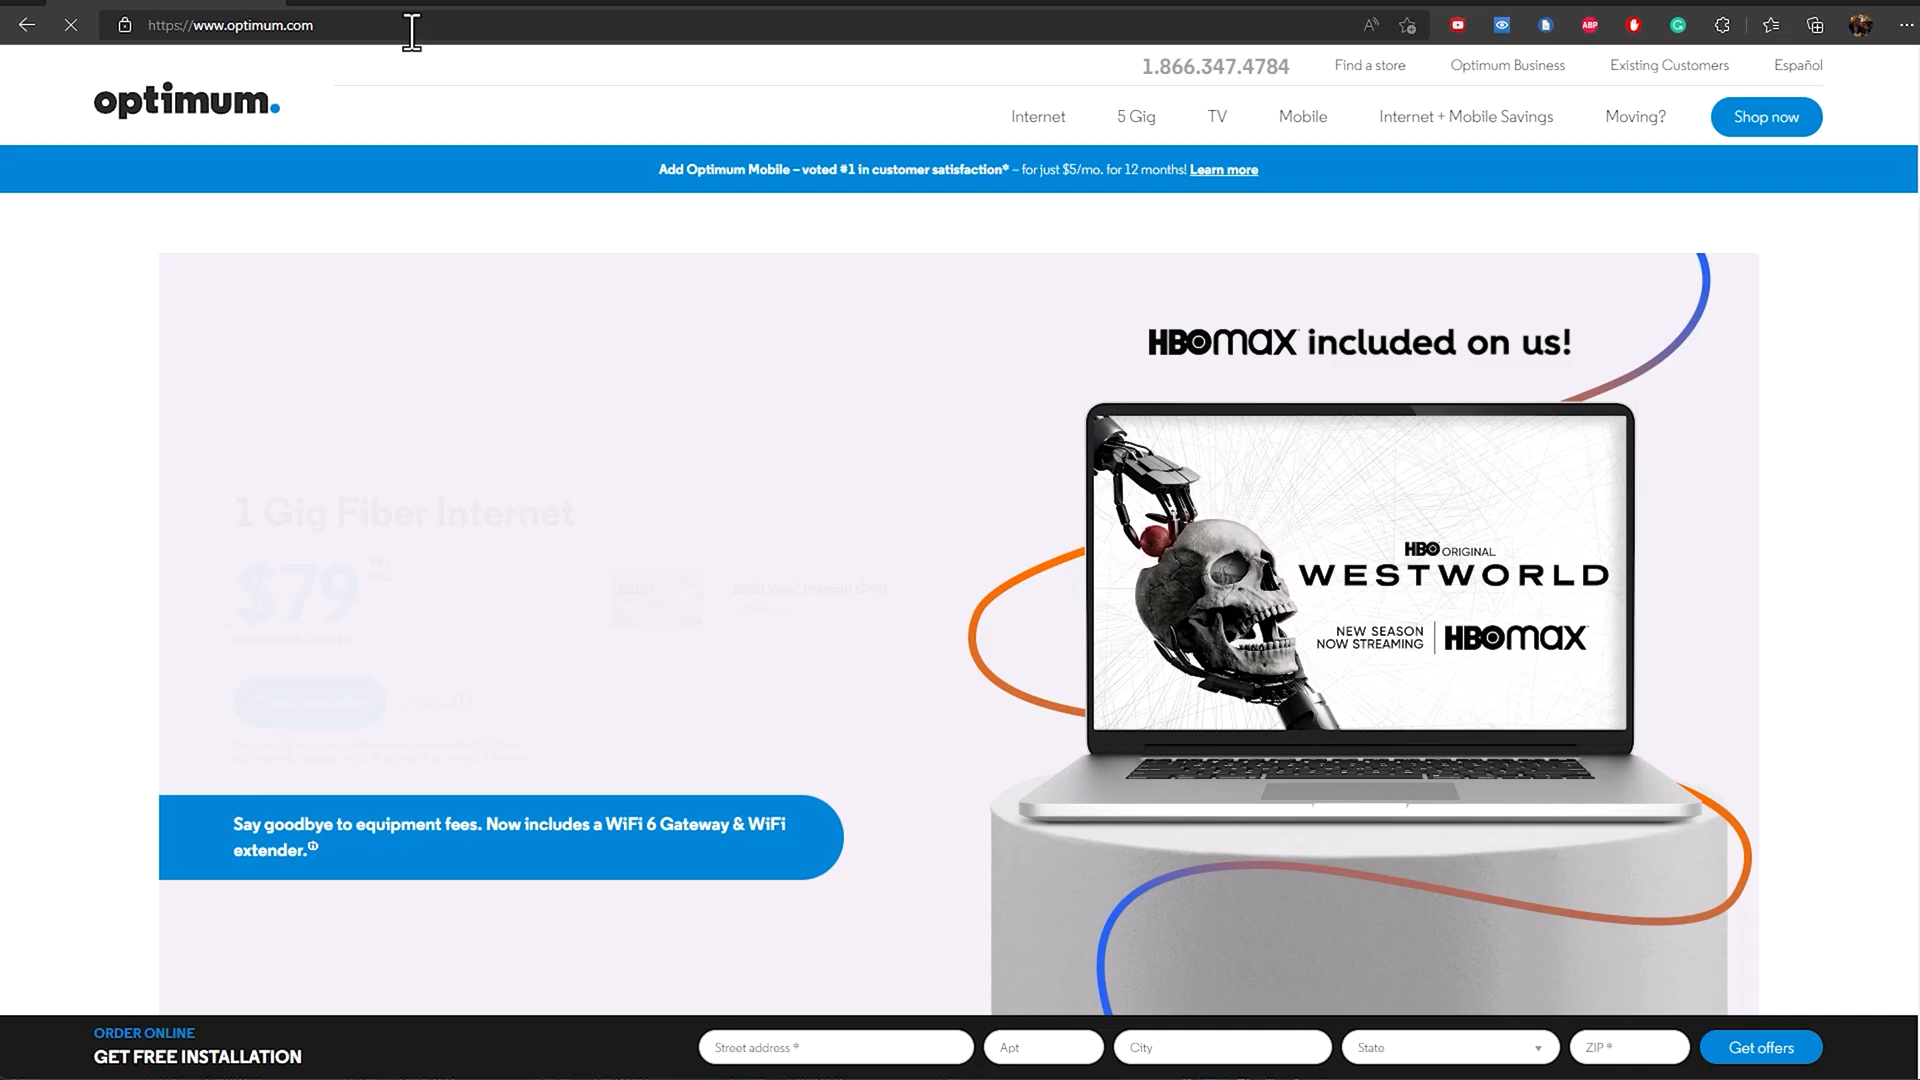 https://www.optimum.com
ABP
1.866.347.4784
Find a store
Optimum Business
Existing Customers
Español
optimum.
Internet
5 Gig
TV
Mobile
Internet + Mobile Savings
Moving?
Shop now
Add Optimum Mobile – voted #1 in customer satisfaction* – for just $5/mo. for 12 months! Learn more
HBOMAX included on us!
1 Gig Fiber Internet
$79
$200
HBO ORIGINAL
WESTWORLD
NEW SEASON
NOW STREAMING
HBOMAX
Say goodbye to equipment fees. Now includes a WiFi 6 Gateway & WiFi
extender.
ORDER ONLINE
GET FREE INSTALLATION
Street address *
Apt
City
State
ZIP *
Get offers